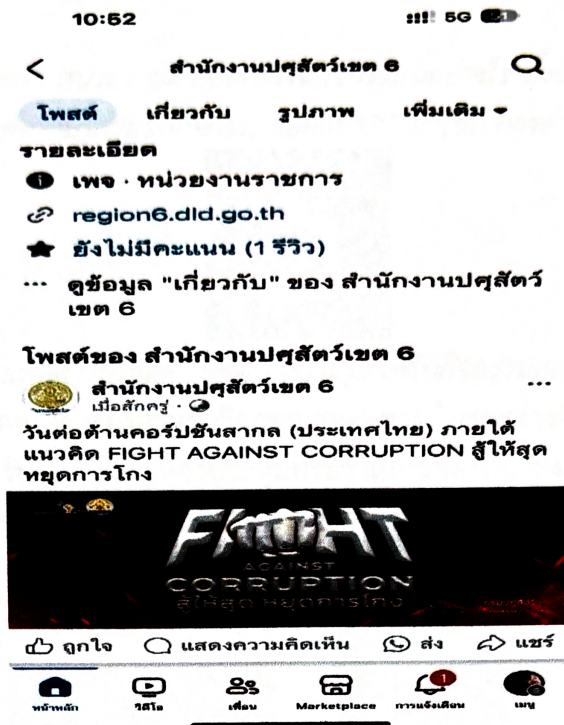 10:52
5G 21
สำนักงานปศุสัตว์เขต 6
โพสต์ เกี่ยวกับ รูปภาพ เพิ่มเติม
รายละเอียด
เพจ · หน่วยงานราชการ
region6.dld.go.th
ยังไม่มีคะแนน (1 รีวิว)
ดูข้อมูล "เกี่ยวกับ" ของ สำนักงานปศุสัตว์
เขต 6
โพสต์ของ สำนักงานปศุสัตว์เขต 6
สำนักงานปศุสัตว์เขต 6
เมื่อสักครู่ ·
วันต่อต้านคอร์ปชันสากล (ประเทศไทย) ภายใต้
แนวคิด FIGHT AGAINST CORRUPTION สู้ให้สุด
หยุดการโกง
FIGHT
AGAINST
CORRUPTION
สู้ให้สุด หยุดการโกง
ถูกใจ แสดงความคิดเห็น ส่ง แชร์
1
หน้าหลัก วิดีโอ เพื่อน Marketplace การแจ้งเตือน เมนู